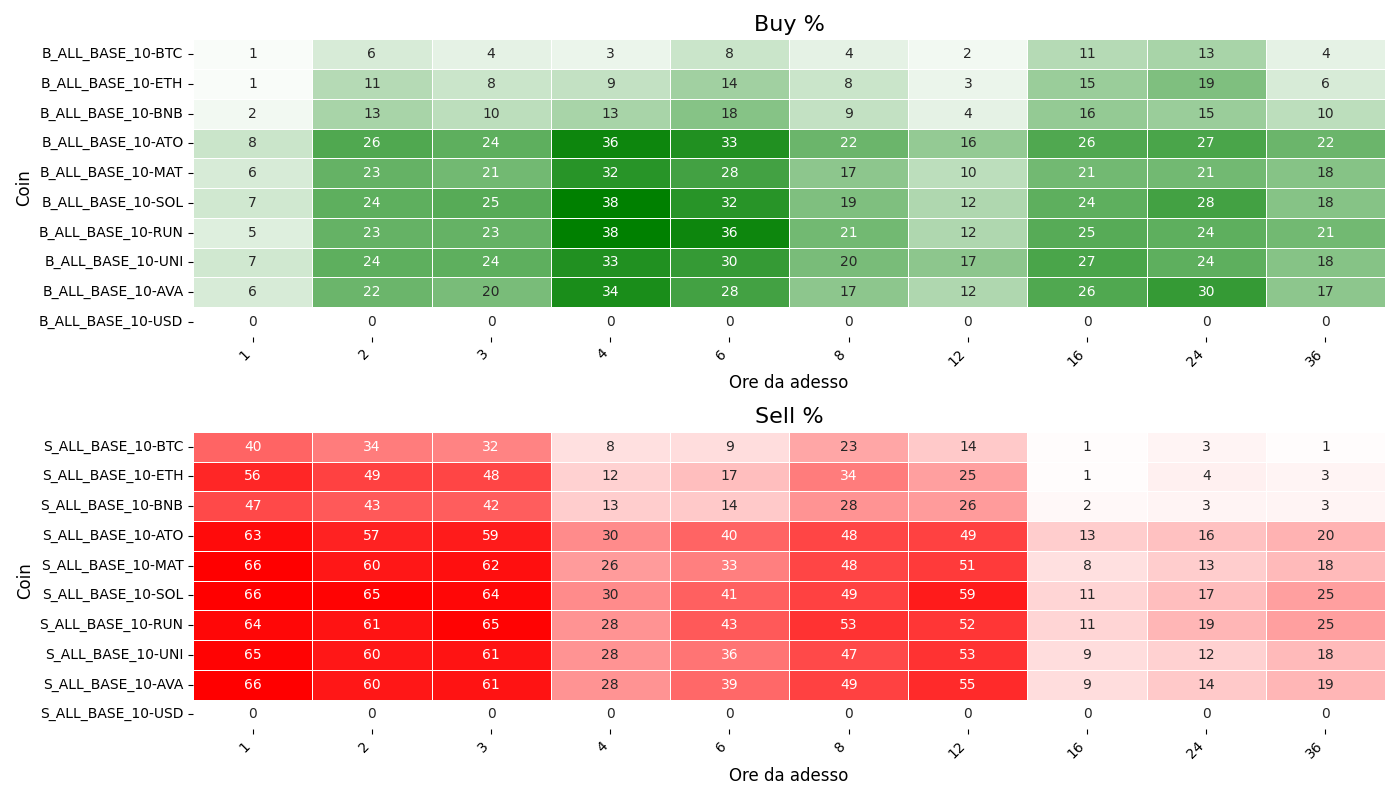 Buy %
Coin
B_ALL_BASE_10-BTC 1 6 4 3 8 4 2 11 13 4
B_ALL_BASE_10-ETH 1 11 8 9 14 8 3 15 19 6
B_ALL_BASE_10-BNB 2 13 10 13 18 9 4 16 15 10
B_ALL_BASE_10-ATO 8 26 24 36 33 22 16 26 27 22
B_ALL_BASE_10-MAT 6 23 21 32 28 17 10 21 21 18
B_ALL_BASE_10-SOL 7 24 25 38 32 19 12 24 28 18
B_ALL_BASE_10-RUN 5 23 23 38 36 21 12 25 24 21
B_ALL_BASE_10-UNI 7 24 24 33 30 20 17 27 24 18
B_ALL_BASE_10-AVA 6 22 20 34 28 17 12 26 30 17
B_ALL_BASE_10-USD 0 0 0 0 0 0 0 0 0 0
1 2 3 4 6 8 12 16 24 36
Ore da adesso
Sell %
Coin
S_ALL_BASE_10-BTC 40 34 32 8 9 23 14 1 3 1
S_ALL_BASE_10-ETH 56 49 48 12 17 34 25 1 4 3
S_ALL_BASE_10-BNB 47 43 42 13 14 28 26 2 3 3
S_ALL_BASE_10-ATO 63 57 59 30 40 48 49 13 16 20
S_ALL_BASE_10-MAT 66 60 62 26 33 48 51 8 13 18
S_ALL_BASE_10-SOL 66 65 64 30 41 49 59 11 17 25
S_ALL_BASE_10-RUN 64 61 65 28 43 53 52 11 19 25
S_ALL_BASE_10-UNI 65 60 61 28 36 47 53 9 12 18
S_ALL_BASE_10-AVA 66 60 61 28 39 49 55 9 14 19
S_ALL_BASE_10-USD 0 0 0 0 0 0 0 0 0 0
1 2 3 4 6 8 12 16 24 36
Ore da adesso